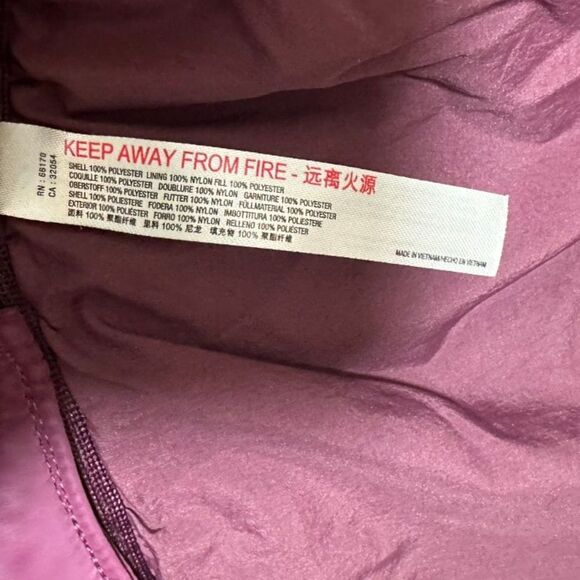 RN : 66170
CA : 32054
KEEP AWAY FROM FIRE - 远离火源
SHELL 100% POLYESTER LINING 100% NYLON FILL 100% POLYESTER
COQUILLE 100% POLYESTER DOUBLURE 100% NYLON GARNITURE 100% POLYESTER
OBERSTOFF 100% POLYESTER FUTTER 100% NYLON FÜLLMATERIAL 100% POLYESTER
SHELL 100% POLIESTERE FODERA 100% NYLON IMBOTTITURA 100% POLIESTERE
EXTERIOR 100% POLIÉSTER FORRO 100% NYLON RELLENO 100% POLIÉSTER
面料 100% 聚酯纤维 里料 100% 尼龙 填充物 100% 聚酯纤维
MADE IN VIETNAM/HECHO EN VIETNAM